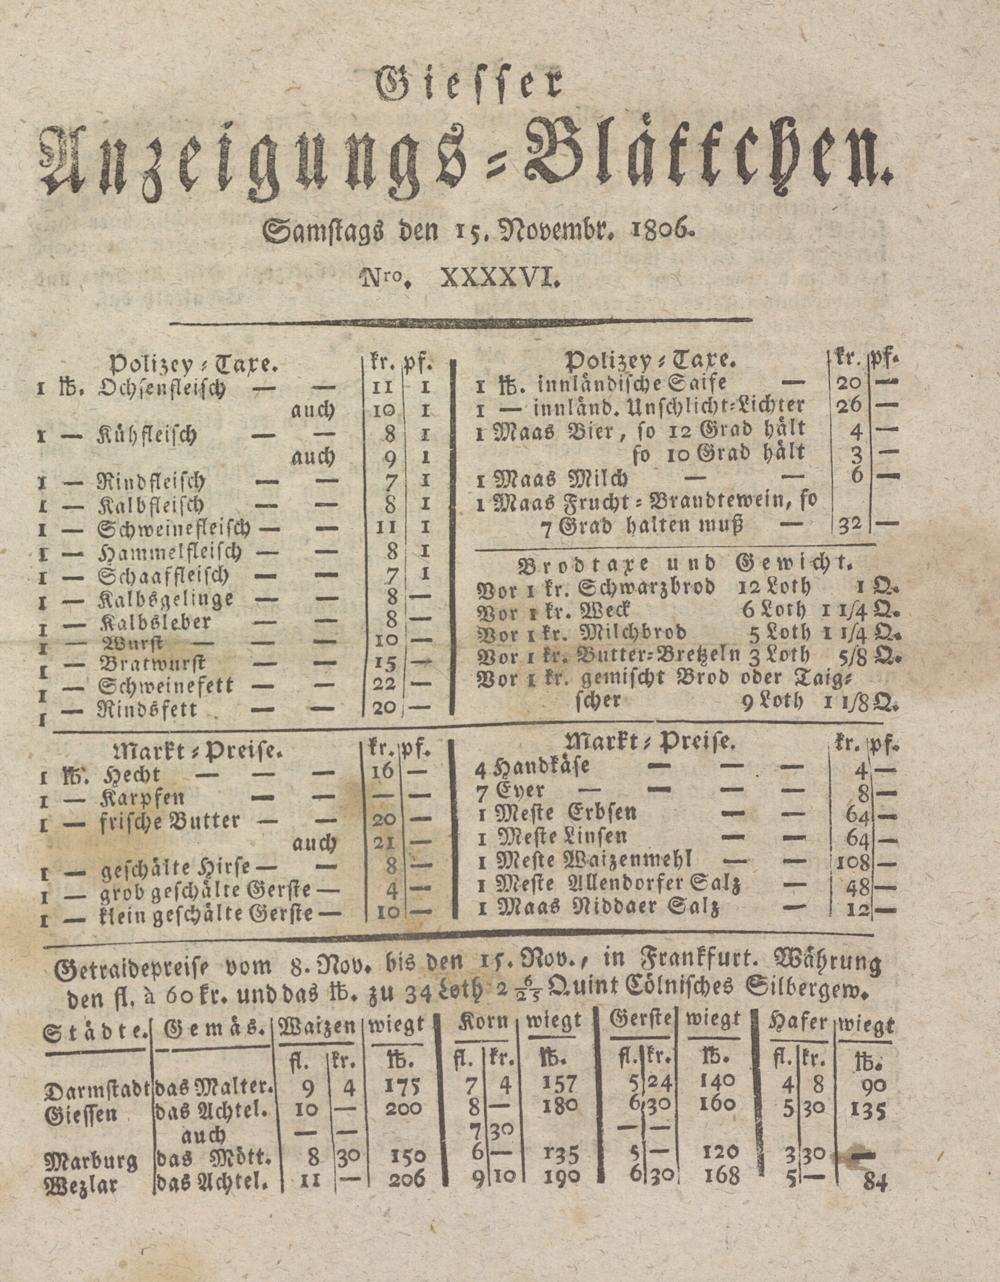 Giesser
Anzeigungs-Blättchen.
Samstags den 15. Novembr. 1806.
Nro. XXXXVI.
Polizey-Taxe. kr. pf.
1 ℔. Ochsenfleisch — — 11 1
auch 10 1
1 — Kühfleisch — — 8 1
auch 9 1
1 — Rindfleisch — — 7 1
1 — Kalbfleisch — — 8 1
1 — Schweinefleisch — — 11 1
1 — Hammelfleisch — — 8 1
1 — Schaaffleisch — — 7 1
1 — Kalbsgelinge — — 8 —
1 — Kalbsleber — — 8 —
1 — Wurst — — 10 —
1 — Bratwurst — — 15 —
1 — Schweinefett — — 22 —
1 — Rindsfett — — 20 —
Polizey-Taxe. kr. pf.
1 ℔. innländische Saife — 20 —
1 — innländ. Unschlicht-Lichter 26 —
1 Maas Bier, so 12 Grad hält 4 —
so 10 Grad hält 3 —
1 Maas Milch — — 6 —
1 Maas Frucht-Brandtewein, so
7 Grad halten muß — 32 —
Brodtaxe und Gewicht.
Vor 1 kr. Schwarzbrod 12 Loth 1 Q.
Vor 1 kr. Weck 6 Loth 1 1/4 Q.
Vor 1 kr. Milchbrod 5 Loth 1 1/4 Q.
Vor 1 kr. Butter-Bretzeln 3 Loth 5/8 Q.
Vor 1 kr. gemischt Brod oder Taig-
scher 9 Loth 1 1/8 Q.
Markt-Preise. kr. pf.
1 ℔. Hecht — — — 16 —
1 — Karpfen — — — —
1 — frische Butter — — 20 —
auch 21 —
1 — geschälte Hirse — — 8 —
1 — grob geschälte Gerste — 4 —
1 — klein geschälte Gerste — 10 —
Markt-Preise. kr. pf.
4 Handkäse — — — 4 —
7 Eyer — — — — 8 —
1 Meste Erbsen — — 64 —
1 Meste Linsen — — 64 —
1 Meste Waizenmehl — — 108 —
1 Meste Allendorfer Salz — 48 —
1 Maas Niddaer Salz — 12 —
Getraidepreise vom 8. Nov. bis den 15. Nov., in Frankfurt. Währung
den fl. à 60 kr. und das ℔. zu 34 Loth 2 6/25 Quint Cölnisches Silbergew.
Städte. Gemäs. Waizen wiegt Korn wiegt Gerste wiegt Hafer wiegt
fl. kr. ℔. fl. kr. ℔. fl. kr. ℔. fl. kr. ℔.
Darmstadt das Malter. 9 4 175 7 4 157 5 24 140 4 8 90
Giessen das Achtel. 10 — 200 8 — 180 6 30 160 5 30 135
auch — — 7 30 — —
Marburg das Mött. 8 30 150 6 — 135 5 — 120 3 30 —
Wezlar das Achtel. 11 — 206 9 10 190 6 30 168 5 — 84